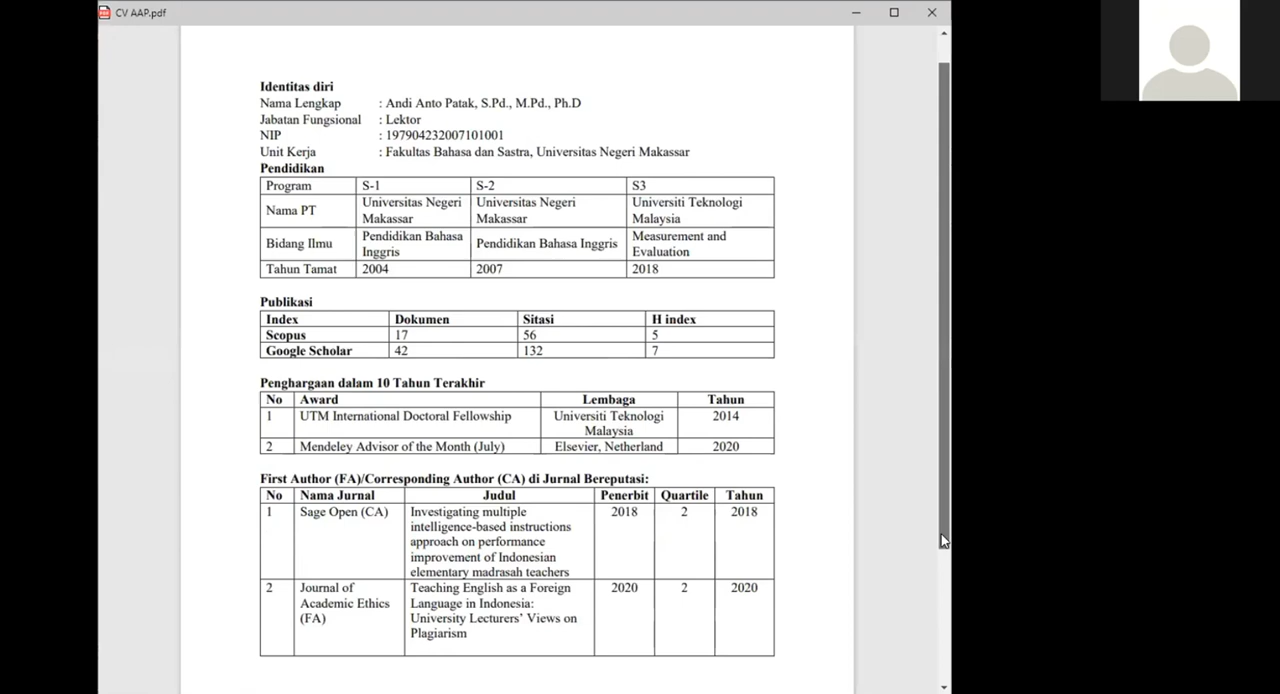 CV AAP.pdf
Identitas diri
Nama Lengkap : Andi Anto Patak, S.Pd., M.Pd., Ph.D
Jabatan Fungsional : Lektor
NIP : 197904232007101001
Unit Kerja : Fakultas Bahasa dan Sastra, Universitas Negeri Makassar
Pendidikan
Program S-1 S-2 S3
Nama PT Universitas Negeri Makassar Universitas Negeri Makassar Universiti Teknologi Malaysia
Bidang Ilmu Pendidikan Bahasa Inggris Pendidikan Bahasa Inggris Measurement and Evaluation
Tahun Tamat 2004 2007 2018
Publikasi
Index Dokumen Sitasi H index
Scopus 17 56 5
Google Scholar 42 132 7
Penghargaan dalam 10 Tahun Terakhir
No Award Lembaga Tahun
1 UTM International Doctoral Fellowship Universiti Teknologi Malaysia 2014
2 Mendeley Advisor of the Month (July) Elsevier, Netherland 2020
First Author (FA)/Corresponding Author (CA) di Jurnal Bereputasi:
No Nama Jurnal Judul Penerbit Quartile Tahun
1 Sage Open (CA) Investigating multiple intelligence-based instructions approach on performance improvement of Indonesian elementary madrasah teachers 2018 2 2018
2 Journal of Academic Ethics (FA) Teaching English as a Foreign Language in Indonesia: University Lecturers’ Views on Plagiarism 2020 2 2020